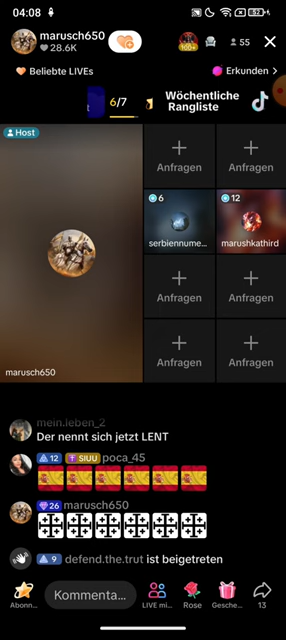 04:08
52
marusch650
28.6K
100+
55
Beliebte LIVEs
Erkunden >
6/7
Wöchentliche
Rangliste
Host
marusch650
Anfragen
Anfragen
6
serbiennume...
12
marushkathird
Anfragen
Anfragen
Anfragen
Anfragen
mein.leben_2
Der nennt sich jetzt LENT
12 SIUU poca_45
26 marusch650
9 defend.the.trut ist beigetreten
Abonn...
Kommenta...
LIVE mi...
Rose
Gesche...
13